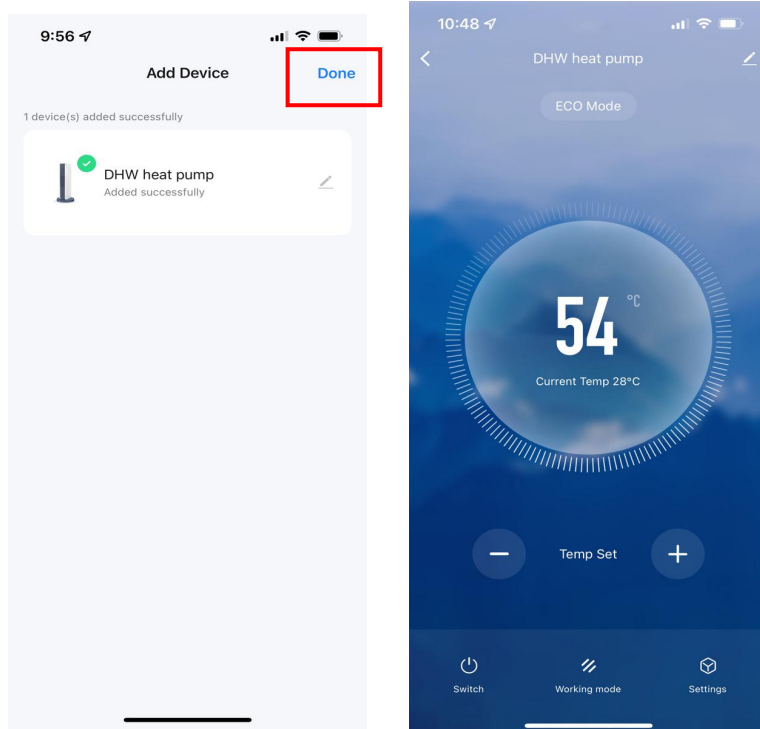 9:56
Add Device
Done
1 device(s) added successfully
DHW heat pump
Added successfully
10:48
DHW heat pump
ECO Mode
54 °C
Current Temp 28°C
Temp Set
Switch
Working mode
Settings